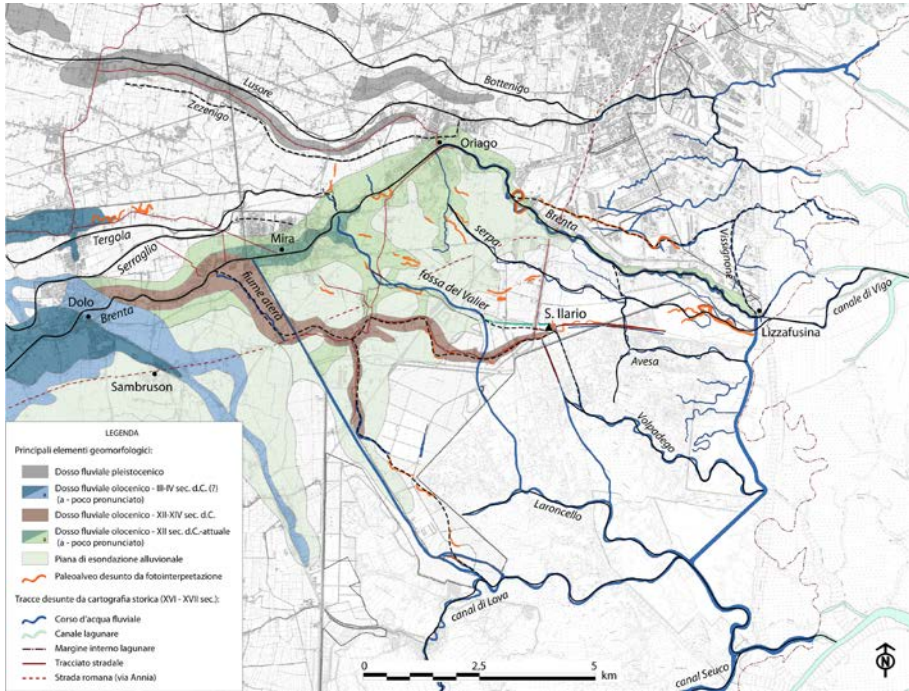 Bottenigo
Lusore
Zezenigo
Oriago
Tergola
Serraglio
Mira
Brenta
serpa
Vissignone
Dolo
Brenta
fiume aterà
fossa del Valier
S. Ilario
canale di Vigo
Lizzafusina
Sambruson
Avesa
Volpadego
Laroncello
canal di Lova
canal Seuco
LEGENDA
Principali elementi geomorfologici:
Dosso fluviale pleistocenico
Dosso fluviale olocenico - III-IV sec. d.C. (?)
(a - poco pronunciato)
Dosso fluviale olocenico - XII-XIV sec. d.C.
Dosso fluviale olocenico - XII sec. d.C.-attuale
(a - poco pronunciato)
Piana di esondazione alluvionale
Paleoalveo desunto da fotointerpretazione
Tracce desunte da cartografia storica (XVI - XVII sec.):
Corso d'acqua fluviale
Canale lagunare
Margine interno lagunare
Tracciato stradale
Strada romana (via Annia)
0 2.5 5
km
N